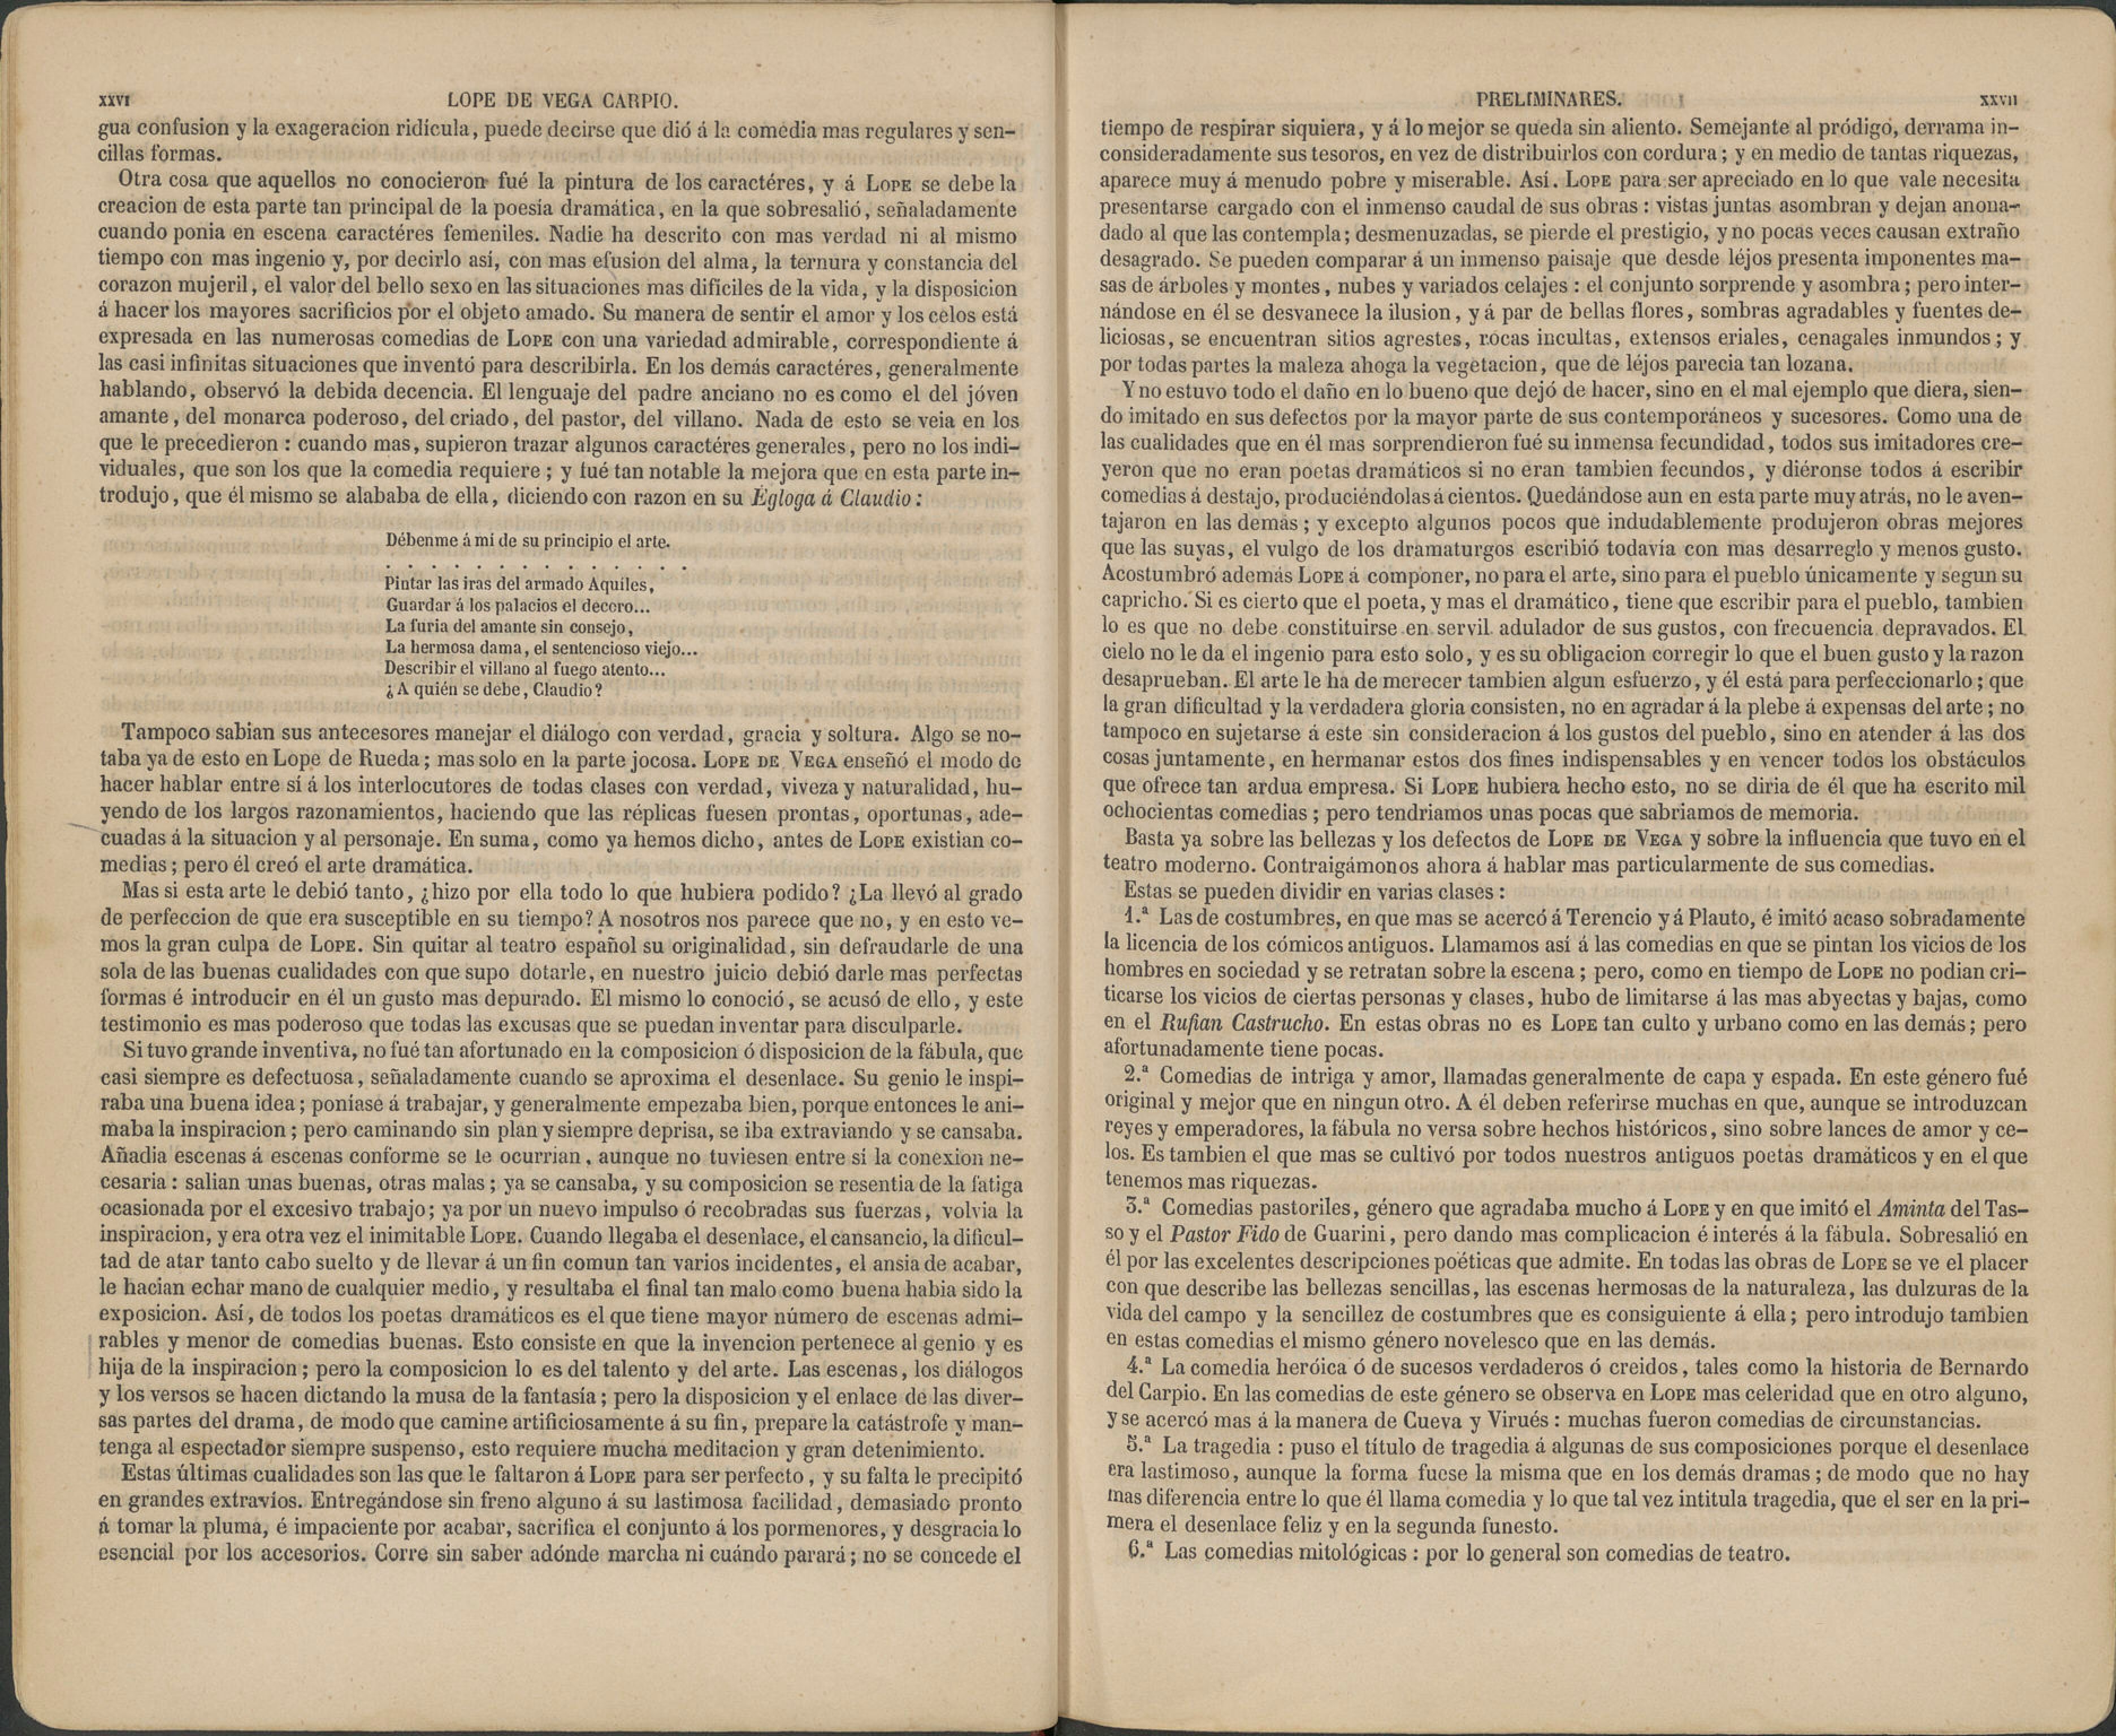 XXVI
LOPE DE VEGA CARPIO.
gua confusion y la exageracion ridícula, puede decirse que dió á la comedia mas regulares y sen-
cillas formas.
Otra cosa que aquellos no conocieron fué la pintura de los caractéres, y á LOPE se debe la
creacion de esta parte tan principal de la poesía dramática, en la que sobresalió, señaladamente
cuando ponia en escena caractéres femeniles. Nadie ha descrito con mas verdad ni al mismo
tiempo con mas ingenio y, por decirlo así, con mas efusion del alma, la ternura y constancia del
corazon mujeril, el valor del bello sexo en las situaciones mas difíciles de la vida, y la disposicion
á hacer los mayores sacrificios por el objeto amado. Su manera de sentir el amor y los celos está
expresada en las numerosas comedias de LOPE con una variedad admirable, correspondiente á
las casi infinitas situaciones que inventó para describirla. En los demás caractéres, generalmente
hablando, observó la debida decencia. El lenguaje del padre anciano no es como el del jóven
amante, del monarca poderoso, del criado, del pastor, del villano. Nada de esto se veia en los
que le precedieron : cuando mas, supieron trazar algunos caractéres generales, pero no los indi-
viduales, que son los que la comedia requiere ; y fué tan notable la mejora que en esta parte in-
trodujo, que él mismo se alababa de ella, diciendo con razon en su Égloga á Claudio :
Débenme á mi de su principio el arte.
. . . . . . . . . . . . . .
Pintar las iras del armado Aquíles,
Guardar á los palacios el decoro...
La furia del amante sin consejo,
La hermosa dama, el sentencioso viejo...
Describir el villano al fuego atento...
¿A quién se debe, Claudio?
Tampoco sabian sus antecesores manejar el diálogo con verdad, gracia y soltura. Algo se no-
taba ya de esto en Lope de Rueda; mas solo en la parte jocosa. LOPE DE VEGA enseñó el modo de
hacer hablar entre sí á los interlocutores de todas clases con verdad, viveza y naturalidad, hu-
yendo de los largos razonamientos, haciendo que las réplicas fuesen prontas, oportunas, ade-
cuadas á la situacion y al personaje. En suma, como ya hemos dicho, antes de LOPE existian co-
medias; pero él creó el arte dramática.
Mas si esta arte le debió tanto, ¿hizo por ella todo lo que hubiera podido? ¿La llevó al grado
de perfeccion de que era susceptible en su tiempo? A nosotros nos parece que no, y en esto ve-
mos la gran culpa de LOPE. Sin quitar al teatro español su originalidad, sin defraudarle de una
sola de las buenas cualidades con que supo dotarle, en nuestro juicio debió darle mas perfectas
formas é introducir en él un gusto mas depurado. El mismo lo conoció, se acusó de ello, y este
testimonio es mas poderoso que todas las excusas que se puedan inventar para disculparle.
Si tuvo grande inventiva, no fué tan afortunado en la composicion ó disposicion de la fábula, que
casi siempre es defectuosa, señaladamente cuando se aproxima el desenlace. Su genio le inspi-
raba una buena idea; poníase á trabajar, y generalmente empezaba bien, porque entonces le ani-
maba la inspiracion; pero caminando sin plan y siempre deprisa, se iba extraviando y se cansaba.
Añadia escenas á escenas conforme se le ocurrian, aunque no tuviesen entre sí la conexion ne-
cesaria : salian unas buenas, otras malas; ya se cansaba, y su composicion se resentia de la fatiga
ocasionada por el excesivo trabajo; ya por un nuevo impulso ó recobradas sus fuerzas, volvia la
inspiracion, y era otra vez el inimitable LOPE. Cuando llegaba el desenlace, el cansancio, la dificul-
tad de atar tanto cabo suelto y de llevar á un fin comun tan varios incidentes, el ansia de acabar,
le hacian echar mano de cualquier medio, y resultaba el final tan malo como buena habia sido la
exposicion. Así, de todos los poetas dramáticos es el que tiene mayor número de escenas admi-
rables y menor de comedias buenas. Esto consiste en que la invencion pertenece al genio y es
hija de la inspiracion; pero la composicion lo es del talento y del arte. Las escenas, los diálogos
y los versos se hacen dictando la musa de la fantasía; pero la disposicion y el enlace de las diver-
sas partes del drama, de modo que camine artificiosamente á su fin, prepare la catástrofe y man-
tenga al espectador siempre suspenso, esto requiere mucha meditacion y gran detenimiento.
Estas últimas cualidades son las que le faltaron á LOPE para ser perfecto, y su falta le precipitó
en grandes extravíos. Entregándose sin freno alguno á su lastimosa facilidad, demasiado pronto
á tomar la pluma, é impaciente por acabar, sacrifica el conjunto á los pormenores, y desgracia lo
esencial por los accesorios. Corre sin saber adónde marcha ni cuándo parará; no se concede el
PRELIMINARES.
XXVII
tiempo de respirar siquiera, y á lo mejor se queda sin aliento. Semejante al pródigo, derrama in-
consideradamente sus tesoros, en vez de distribuirlos con cordura; y en medio de tantas riquezas,
aparece muy á menudo pobre y miserable. Así. LOPE para ser apreciado en lo que vale necesita
presentarse cargado con el inmenso caudal de sus obras : vistas juntas asombran y dejan anona-
dado al que las contempla; desmenuzadas, se pierde el prestigio, y no pocas veces causan extraño
desagrado. Se pueden comparar á un inmenso paisaje que desde léjos presenta imponentes ma-
sas de árboles y montes, nubes y variados celajes : el conjunto sorprende y asombra; pero inter-
nándose en él se desvanece la ilusion, y á par de bellas flores, sombras agradables y fuentes de-
liciosas, se encuentran sitios agrestes, rocas incultas, extensos eriales, cenagales inmundos; y
por todas partes la maleza ahoga la vegetacion, que de léjos parecia tan lozana.
Y no estuvo todo el daño en lo bueno que dejó de hacer, sino en el mal ejemplo que diera, sien-
do imitado en sus defectos por la mayor parte de sus contemporáneos y sucesores. Como una de
las cualidades que en él mas sorprendieron fué su inmensa fecundidad, todos sus imitadores cre-
yeron que no eran poetas dramáticos si no eran tambien fecundos, y diéronse todos á escribir
comedias á destajo, produciéndolas á cientos. Quedándose aun en esta parte muy atrás, no le aven-
tajaron en las demás; y excepto algunos pocos que indudablemente produjeron obras mejores
que las suyas, el vulgo de los dramaturgos escribió todavía con mas desarreglo y menos gusto.
Acostumbró además LOPE á componer, no para el arte, sino para el pueblo únicamente y segun su
capricho. Si es cierto que el poeta, y mas el dramático, tiene que escribir para el pueblo, tambien
lo es que no debe constituirse en servil adulador de sus gustos, con frecuencia depravados. El
cielo no le da el ingenio para esto solo, y es su obligacion corregir lo que el buen gusto y la razon
desaprueban. El arte le ha de merecer tambien algun esfuerzo, y él está para perfeccionarlo; que
la gran dificultad y la verdadera gloria consisten, no en agradar á la plebe á expensas del arte; no
tampoco en sujetarse á este sin consideracion á los gustos del pueblo, sino en atender á las dos
cosas juntamente, en hermanar estos dos fines indispensables y en vencer todos los obstáculos
que ofrece tan ardua empresa. Si LOPE hubiera hecho esto, no se diria de él que ha escrito mil
ochocientas comedias; pero tendriamos unas pocas que sabriamos de memoria.
Basta ya sobre las bellezas y los defectos de LOPE DE VEGA y sobre la influencia que tuvo en el
teatro moderno. Contraigámonos ahora á hablar mas particularmente de sus comedias.
Estas se pueden dividir en varias clases :
1.ª Las de costumbres, en que mas se acercó á Terencio y á Plauto, é imitó acaso sobradamente
la licencia de los cómicos antiguos. Llamamos así á las comedias en que se pintan los vicios de los
hombres en sociedad y se retratan sobre la escena; pero, como en tiempo de LOPE no podian cri-
ticarse los vicios de ciertas personas y clases, hubo de limitarse á las mas abyectas y bajas, como
en el Rufian Castrucho. En estas obras no es LOPE tan culto y urbano como en las demás; pero
afortunadamente tiene pocas.
2.ª Comedias de intriga y amor, llamadas generalmente de capa y espada. En este género fué
original y mejor que en ningun otro. A él deben referirse muchas en que, aunque se introduzcan
reyes y emperadores, la fábula no versa sobre hechos históricos, sino sobre lances de amor y ce-
los. Es tambien el que mas se cultivó por todos nuestros antiguos poetas dramáticos y en el que
tenemos mas riquezas.
3.ª Comedias pastoriles, género que agradaba mucho á LOPE y en que imitó el Aminta del Tas-
so y el Pastor Fido de Guarini, pero dando mas complicacion é interés á la fábula. Sobresalió en
él por las excelentes descripciones poéticas que admite. En todas las obras de LOPE se ve el placer
con que describe las bellezas sencillas, las escenas hermosas de la naturaleza, las dulzuras de la
vida del campo y la sencillez de costumbres que es consiguiente á ella; pero introdujo tambien
en estas comedias el mismo género novelesco que en las demás.
4.ª La comedia heróica ó de sucesos verdaderos ó creidos, tales como la historia de Bernardo
del Carpio. En las comedias de este género se observa en LOPE mas celeridad que en otro alguno,
y se acercó mas á la manera de Cueva y Virués : muchas fueron comedias de circunstancias.
5.ª La tragedia : puso el título de tragedia á algunas de sus composiciones porque el desenlace
era lastimoso, aunque la forma fuese la misma que en los demás dramas; de modo que no hay
mas diferencia entre lo que él llama comedia y lo que tal vez intitula tragedia, que el ser en la pri-
mera el desenlace feliz y en la segunda funesto.
6.ª Las comedias mitológicas : por lo general son comedias de teatro.